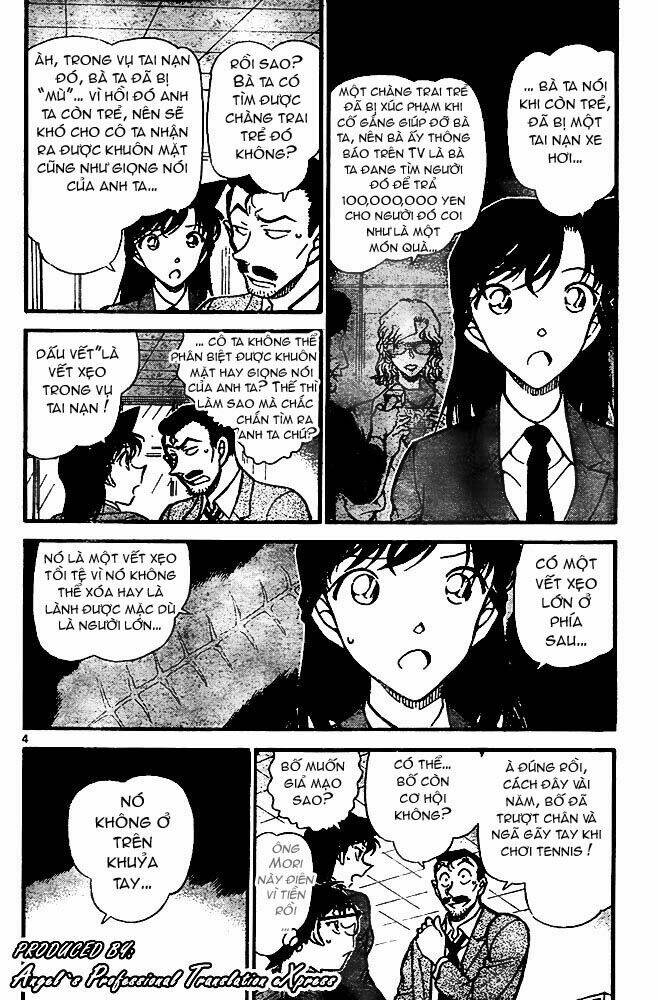 ... BÀ TA NÓI
KHI CÒN TRẺ,
ĐÃ BỊ MỘT
TAI NẠN XE
HƠI...
MỘT CHÀNG TRAI TRẺ
ĐÃ BỊ XÚC PHẠM KHI
CỐ GẮNG GIÚP ĐỠ BÀ
TA, NÊN BÀ ẤY THÔNG
BÁO TRÊN TV LÀ BÀ
TA ĐANG TÌM NGƯỜI
ĐÓ ĐỂ TRẢ
100,000,000 YEN
CHO NGƯỜI ĐÓ COI
NHƯ LÀ MỘT
MÓN QUÀ...
RỒI SAO?
BÀ TA CÓ
TÌM ĐƯỢC
CHÀNG TRAI
TRẺ ĐÓ
KHÔNG?
ÀH, TRONG VỤ TAI NẠN
ĐÓ, BÀ TA ĐÃ BỊ
“MÙ”... VÌ HỒI ĐÓ ANH
TA CÒN TRẺ, NÊN SẼ
KHÓ CHO CÔ TA NHẬN
RA ĐƯỢC KHUÔN MẶT
CŨNG NHƯ GIỌNG NÓI
CỦA ANH TA...
... CÔ TA KHÔNG THỂ
PHÂN BIỆT ĐƯỢC KHUÔN
MẶT HAY GIỌNG NÓI
CỦA ANH TA? THẾ THÌ
LÀM SAO MÀ CHẮC
CHẮN TÌM RA
ANH TA CHỨ?
DẤU VẾT"LÀ
VẾT XẸO
TRONG VỤ
TAI NẠN !
CÓ MỘT
VẾT XẸO
LỚN Ở
PHÍA
SAU...
NÓ LÀ MỘT VẾT XẸO
TỒI TỆ VÌ NÓ KHÔNG
THỂ XÓA HAY LÀ
LÀNH ĐƯỢC MẶC DÙ
LÀ NGƯỜI LỚN...
4
À ĐÚNG RỒI,
CÁCH ĐÂY VÀI
NĂM, BỐ ĐÃ
TRƯỢT CHÂN VÀ
NGÃ GÃY TAY KHI
CHƠI TENNIS !
CÓ THỂ...
BỐ CÒN
CƠ HỘI
KHÔNG?
BỐ MUỐN
GIẢ MẠO
SAO?
ÔNG
MORI
NÀY ĐIÊN
VÌ TIỀN
RỒI
NÓ
KHÔNG Ở
TRÊN
KHUỶA
TAY...
PRODUCED BY:
Angel`s Professional Translation aXpress